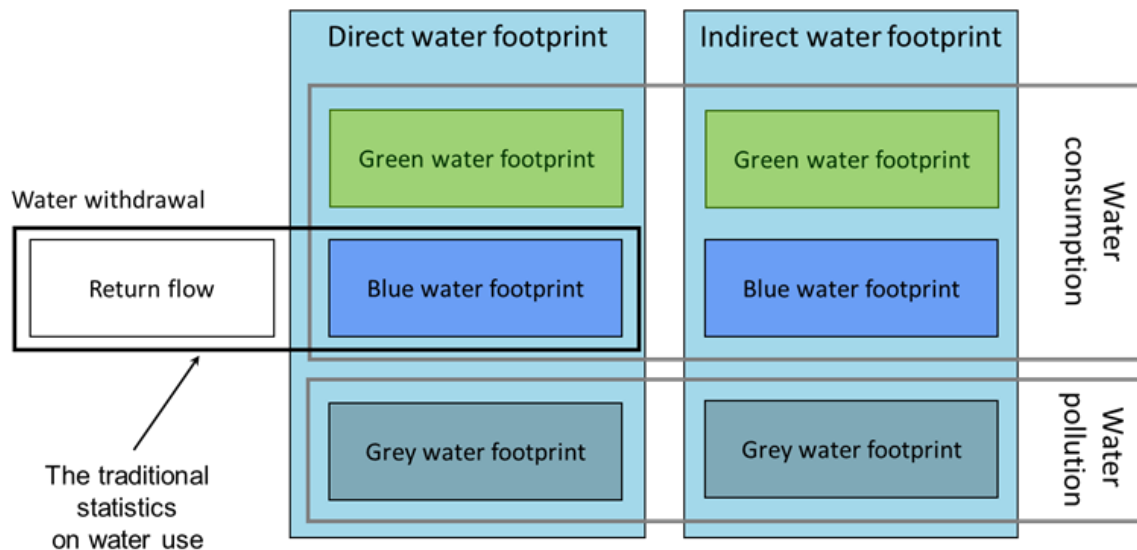 Direct water footprint
Indirect water footprint
Green water footprint
Green water footprint
Water
consumption
Water withdrawal
Return flow
Blue water footprint
Blue water footprint
Grey water footprint
Grey water footprint
Water
pollution
The traditional
statistics
on water use